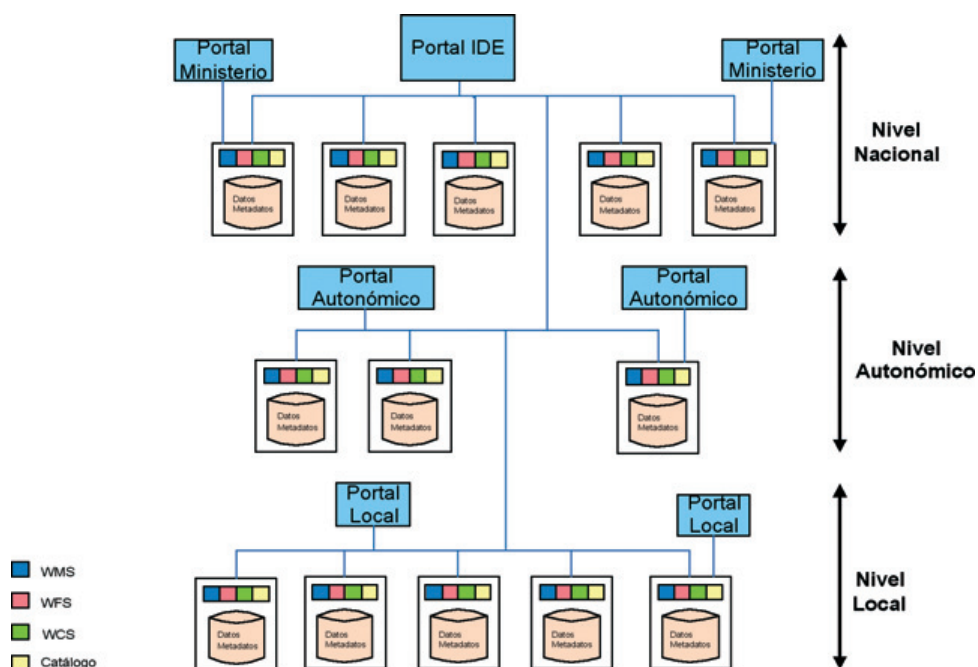 Portal
Ministerio
Portal IDE
Portal
Ministerio
Nivel
Nacional
Datos
Metadatos
Datos
Metadatos
Datos
Metadatos
Datos
Metadatos
Datos
Metadatos
Portal
Autonómico
Portal
Autonómico
Nivel
Autonómico
Datos
Metadatos
Datos
Metadatos
Datos
Metadatos
Portal
Local
Portal
Local
Nivel
Local
Datos
Metadatos
Datos
Metadatos
Datos
Metadatos
Datos
Metadatos
Datos
Metadatos
WMS
WFS
WCS
Catálogo